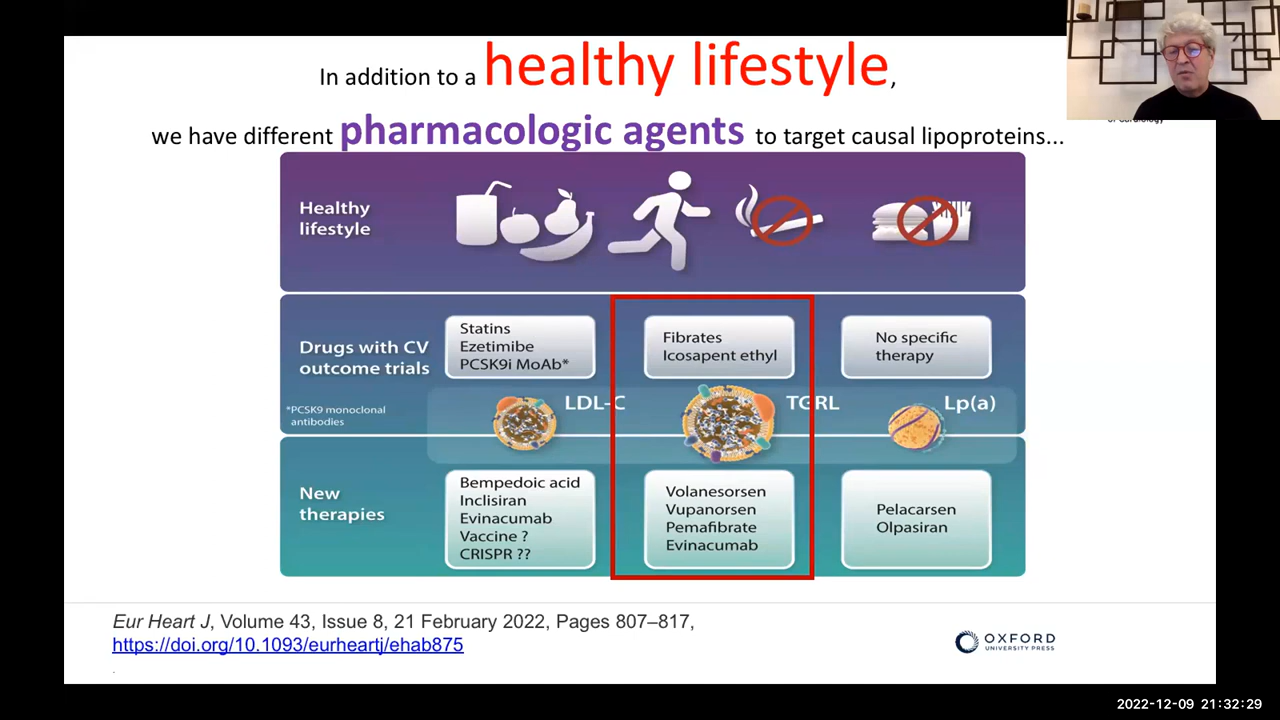 In addition to a healthy lifestyle,
we have different pharmacologic agents to target causal lipoproteins...
of Cardiology
Healthy
lifestyle
Drugs with CV
outcome trials
*PCSK9 monoclonal
antibodies
Statins
Ezetimibe
PCSK9i MoAb*
Fibrates
Icosapent ethyl
No specific
therapy
LDL-C
TGRL
Lp(a)
New
therapies
Bempedoic acid
Inclisiran
Evinacumab
Vaccine ?
CRISPR ??
Volanesorsen
Vupanorsen
Pemafibrate
Evinacumab
Pelacarsen
Olpasiran
Eur Heart J, Volume 43, Issue 8, 21 February 2022, Pages 807–817,
https://doi.org/10.1093/eurheartj/ehab875
.
OXFORD
UNIVERSITY PRESS
2022-12-09 21:32:29